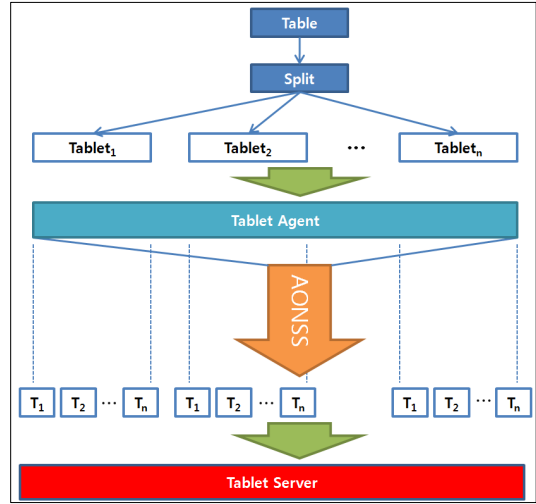 Table
Split
Tablet1 Tablet2 ... Tabletn
Tablet Agent
AONSS
T1 T2 ... Tn T1 T2 ... Tn T1 T2 ... Tn
Tablet Server